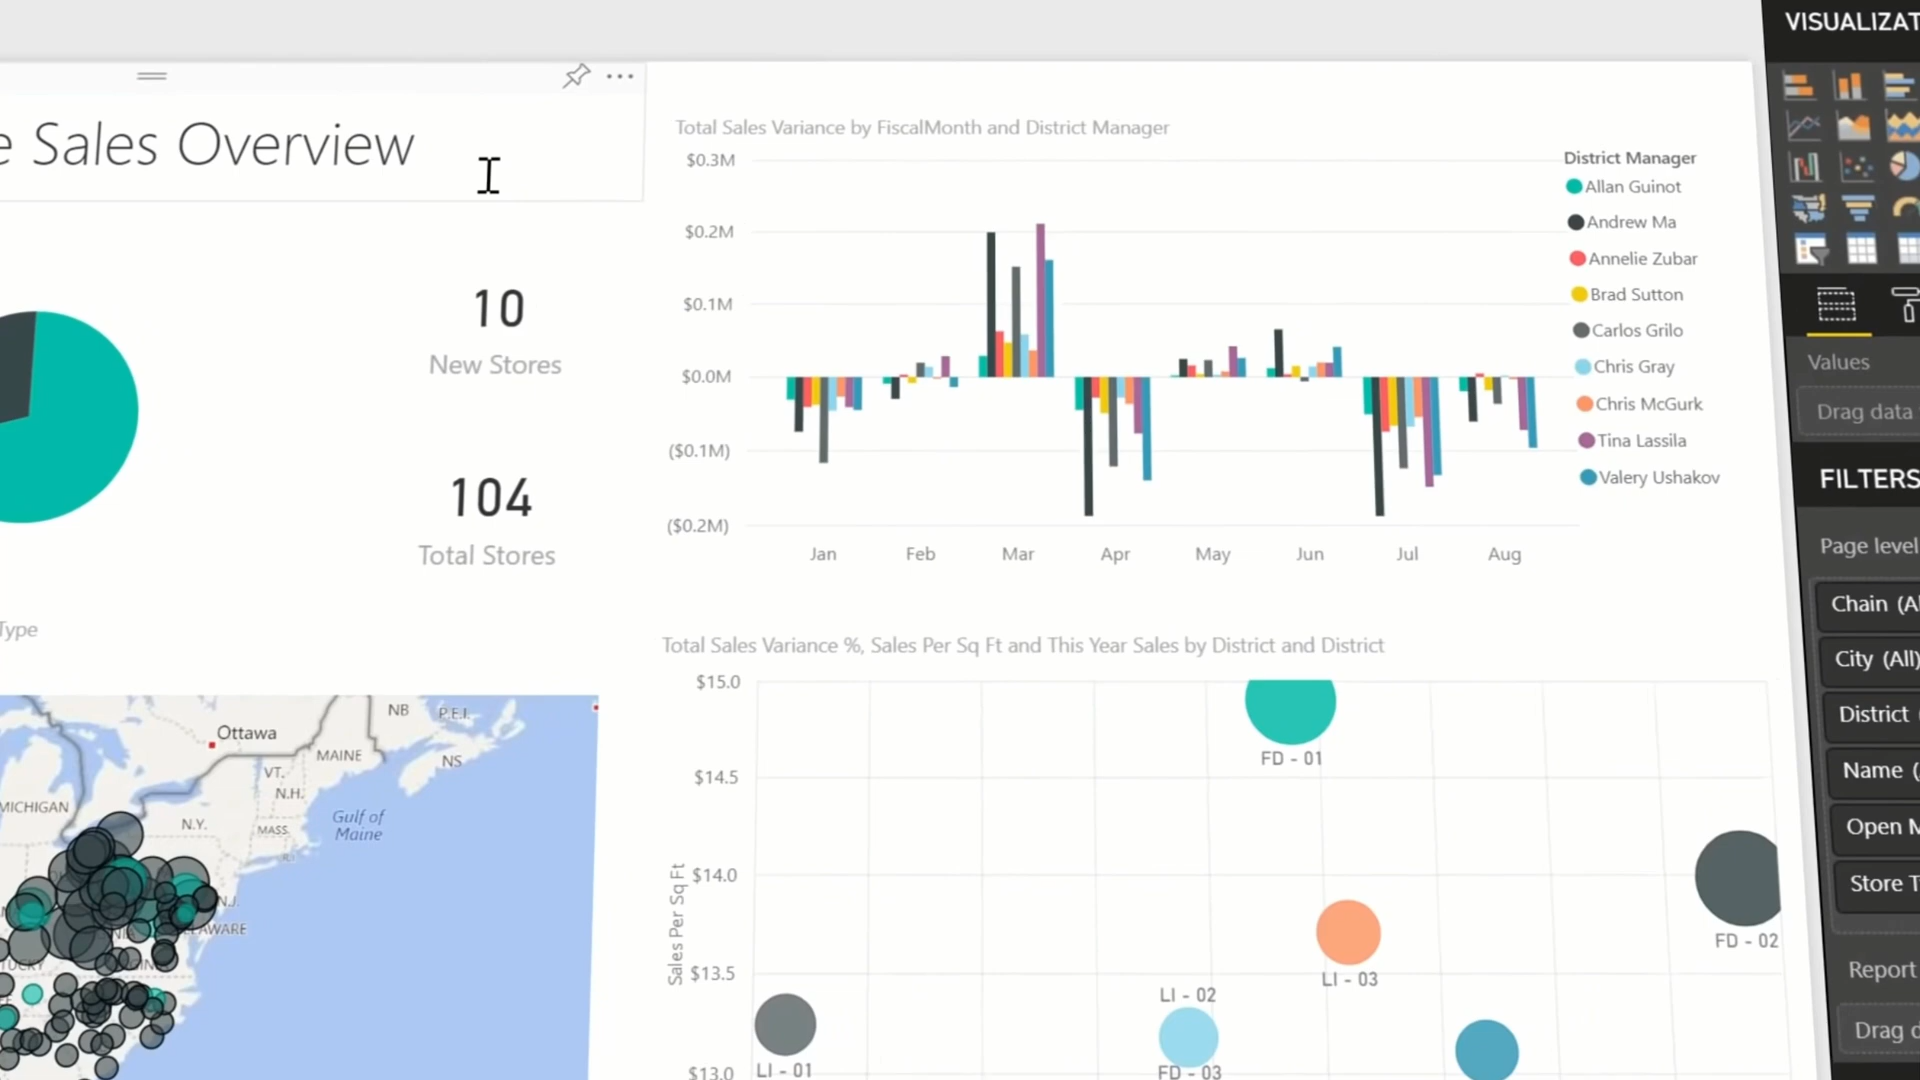 VISUALIZAT
e Sales Overview
Total Sales Variance by FiscalMonth and District Manager
$0.3M
$0.2M
$0.1M
$0.0M
($0.1M)
($0.2M)
Jan Feb Mar Apr May Jun Jul Aug
District Manager
Allan Guinot
Andrew Ma
Annelie Zubar
Brad Sutton
Carlos Grilo
Chris Gray
Chris McGurk
Tina Lassila
Valery Ushakov
10
New Stores
104
Total Stores
Type
Ottawa
NB
P.E.I.
MAINE
NS
VT.
N.H.
MICHIGAN
N.Y.
MASS.
Gulf of
Maine
R.I.
N.J.
Total Sales Variance %, Sales Per Sq Ft and This Year Sales by District and District
Sales Per Sq Ft
$15.0
$14.5
$14.0
$13.5
$13.0
FD - 01
FD - 02
LI - 03
LI - 02
LI - 01
FD - 03
Values
Drag data
FILTERS
Page level
Chain (Al
City (All)
District (
Name (
Open M
Store T
Report
Drag d